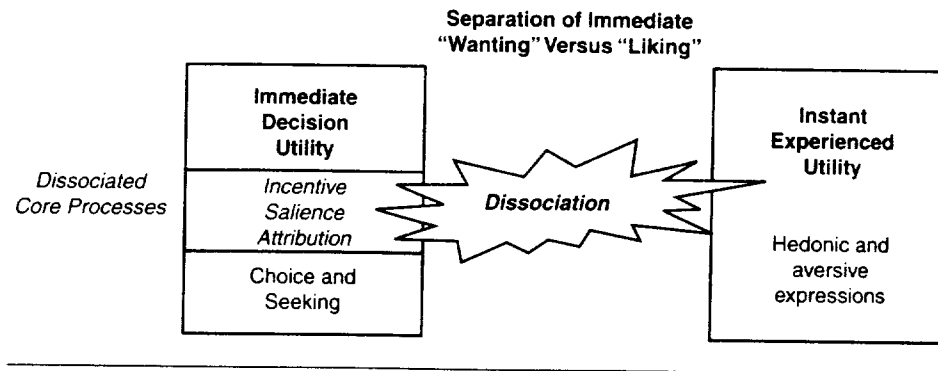 Separation of Immediate
"Wanting" Versus "Liking"
Immediate
Decision
Utility
Dissociated
Core Processes
Incentive
Salience
Attribution
Choice and
Seeking
Dissociation
Instant
Experienced
Utility
Hedonic and
aversive
expressions